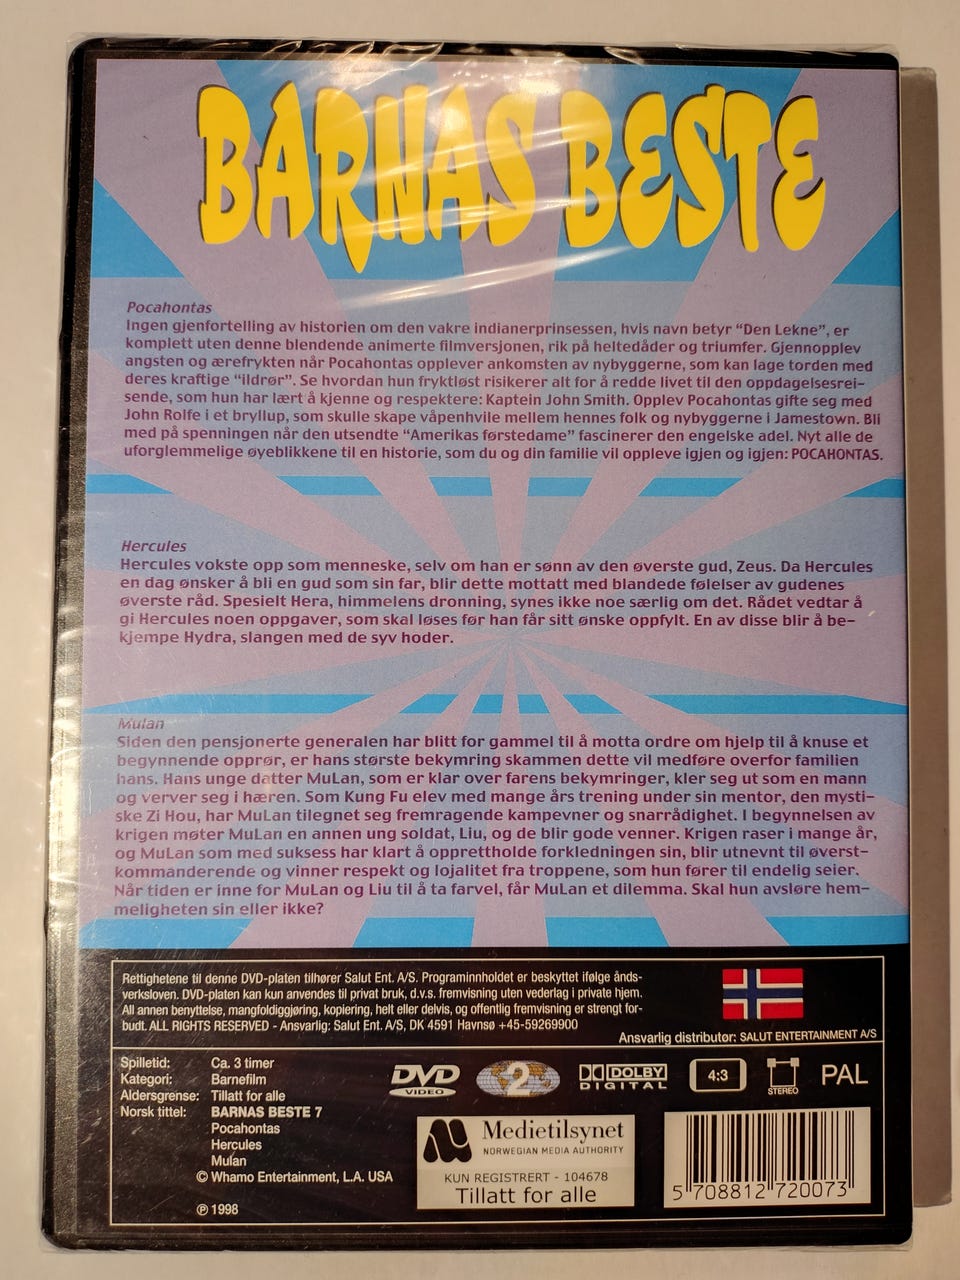 BARNAS BESTE
Pocahontas
Ingen gjenfortelling av historien om den vakre indianerprinsessen, hvis navn betyr “Den Lekne”, er
komplett uten denne blendende animerte filmversjonen, rik på heltedåder og triumfer. Gjennopplev
angsten og ærefrykten når Pocahontas opplever ankomsten av nybyggerne, som kan lage torden med
deres kraftige “ildrør”. Se hvordan hun fryktløst risikerer alt for å redde livet til den oppdagelsesrei-
sende, som hun har lært å kjenne og respektere: Kaptein John Smith. Opplev Pocahontas gifte seg med
John Rolfe i et bryllup, som skulle skape våpenhvile mellem hennes folk og nybyggerne i Jamestown. Bli
med på spenningen når den utsendte “Amerikas førstedame” fascinerer den engelske adel. Nyt alle de
uforglemmelige øyeblikkene til en historie, som du og din familie vil oppleve igjen og igjen: POCAHONTAS.
Hercules
Hercules vokste opp som menneske, selv om han er sønn av den øverste gud, Zeus. Da Hercules
en dag ønsker å bli en gud som sin far, blir dette mottatt med blandede følelser av gudenes
øverste råd. Spesielt Hera, himmelens dronning, synes ikke noe særlig om det. Rådet vedtar å
gi Hercules noen oppgaver, som skal løses før han får sitt ønske oppfylt. En av disse blir å be-
kjempe Hydra, slangen med de syv hoder.
Mulan
Siden den pensjonerte generalen har blitt for gammel til å motta ordre om hjelp til å knuse et
begynnende opprør, er hans største bekymring skammen dette vil medføre overfor familien
hans. Hans unge datter MuLan, som er klar over farens bekymringer, kler seg ut som en mann
og verver seg i hæren. Som Kung Fu elev med mange års trening under sin mentor, den mysti-
ske Zi Hou, har MuLan tilegnet seg fremragende kampevner og snarrådighet. I begynnelsen av
krigen møter MuLan en annen ung soldat, Liu, og de blir gode venner. Krigen raser i mange år,
og MuLan som med suksess har klart å opprettholde forkledningen sin, blir utnevnt til øverst-
kommanderende og vinner respekt og lojalitet fra troppene, som hun fører til endelig seier.
Når tiden er inne for MuLan og Liu til å ta farvel, får MuLan et dilemma. Skal hun avsløre hem-
meligheten sin eller ikke?
Rettighetene til denne DVD-platen tilhører Salut Ent. A/S. Programinnholdet er beskyttet ifølge ånds-
verksloven. DVD-platen kan kun anvendes til privat bruk, d.v.s. fremvisning uten vederlag i private hjem.
All annen benyttelse, mangfoldiggjøring, kopiering, helt eller delvis, og offentlig fremvisning er strengt for-
budt. ALL RIGHTS RESERVED - Ansvarlig: Salut Ent. A/S, DK 4591 Havnsø +45-59269900
Ansvarlig distributør: SALUT ENTERTAINMENT A/S
Spilletid: Ca. 3 timer
Kategori: Barnefilm
Aldersgrense: Tillatt for alle
Norsk tittel: BARNAS BESTE 7
Pocahontas
Hercules
Mulan
© Whamo Entertainment, L.A. USA
℗ 1998
DVD
VIDEO
2
DOLBY
DIGITAL
4:3
STEREO
PAL
Medietilsynet
NORWEGIAN MEDIA AUTHORITY
KUN REGISTRERT - 104678
Tillatt for alle
5 708812 720073